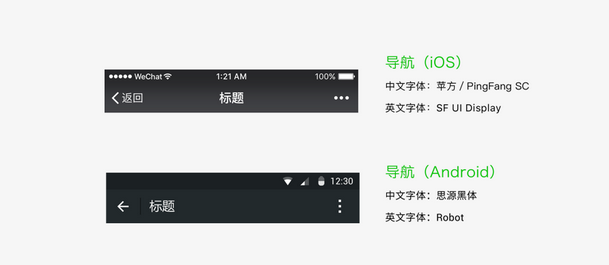 WeChat 1:21 AM 100%
返回 标题
导航（iOS）
中文字体：苹方 / PingFang SC
英文字体：SF UI Display
12:30
标题
导航（Android）
中文字体：思源黑体
英文字体：Robot